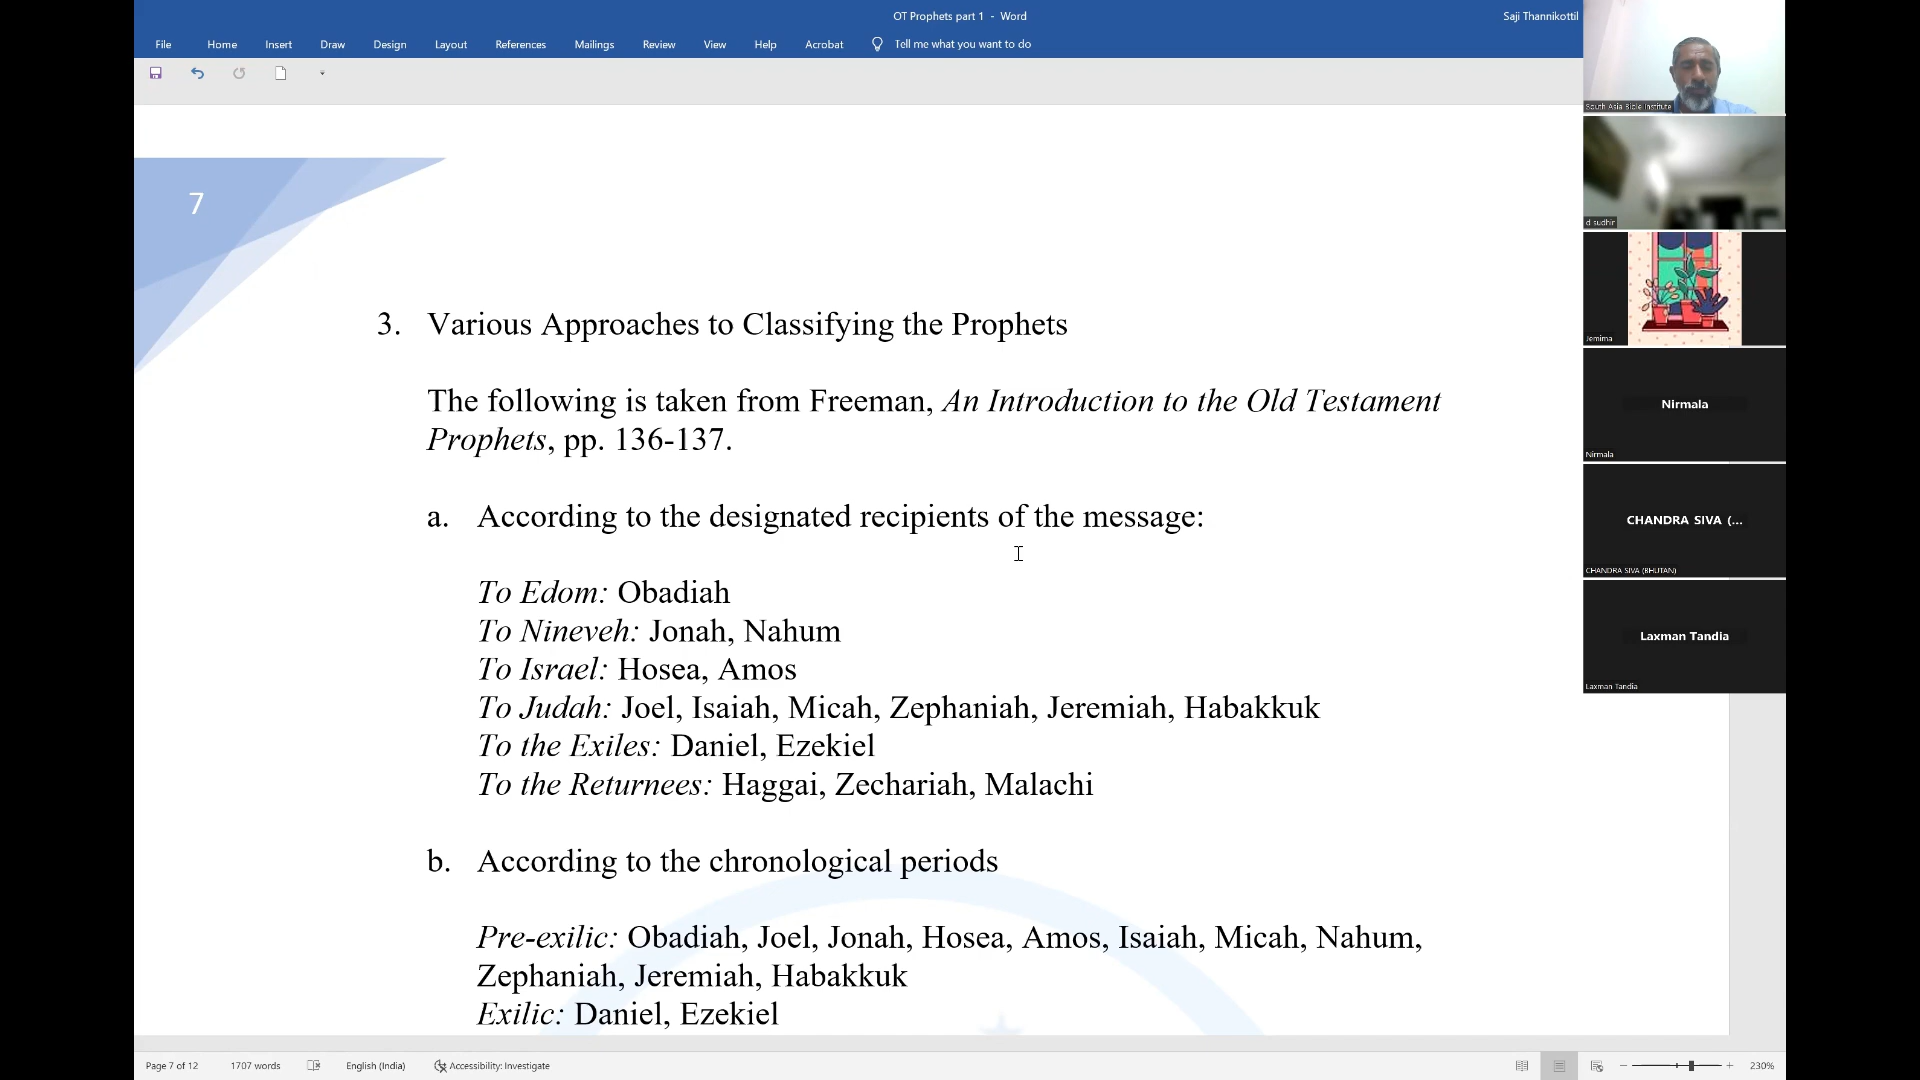 OT Prophets part 1 - Word
Saji Thannikottil
File Home Insert Draw Design Layout References Mailings Review View Help Acrobat Tell me what you want to do
7
3. Various Approaches to Classifying the Prophets
The following is taken from Freeman, An Introduction to the Old Testament
Prophets, pp. 136-137.
a. According to the designated recipients of the message:
To Edom: Obadiah
To Nineveh: Jonah, Nahum
To Israel: Hosea, Amos
To Judah: Joel, Isaiah, Micah, Zephaniah, Jeremiah, Habakkuk
To the Exiles: Daniel, Ezekiel
To the Returnees: Haggai, Zechariah, Malachi
b. According to the chronological periods
Pre-exilic: Obadiah, Joel, Jonah, Hosea, Amos, Isaiah, Micah, Nahum,
Zephaniah, Jeremiah, Habakkuk
Exilic: Daniel, Ezekiel
Page 7 of 12 1707 words English (India) Accessibility: Investigate 230%
South Asia Bible Institute
d sudhir
Jemima
Nirmala
Nirmala
CHANDRA SIVA (...
CHANDRA SIVA (BHUTAN)
Laxman Tandia
Laxman Tandia